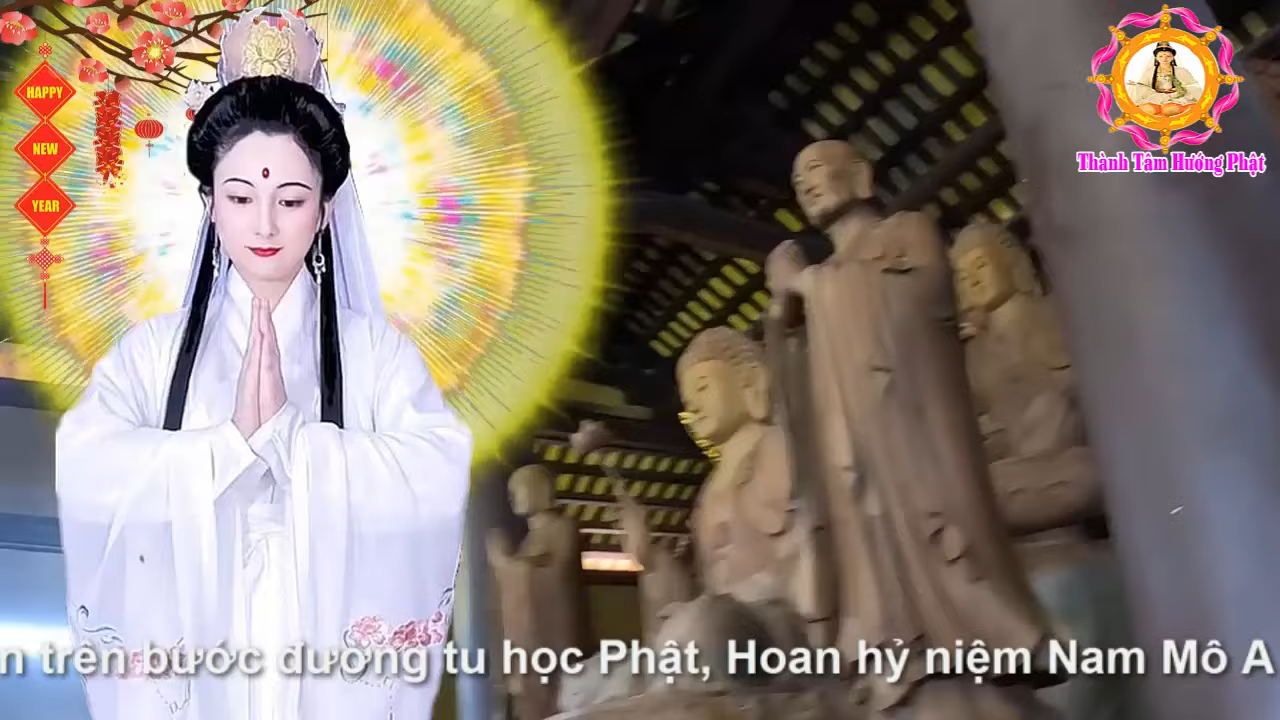 HAPPY
NEW
YEAR
Thành Tâm Hướng Phật
n trên bước đường tu học Phật, Hoan hỷ niệm Nam Mô A